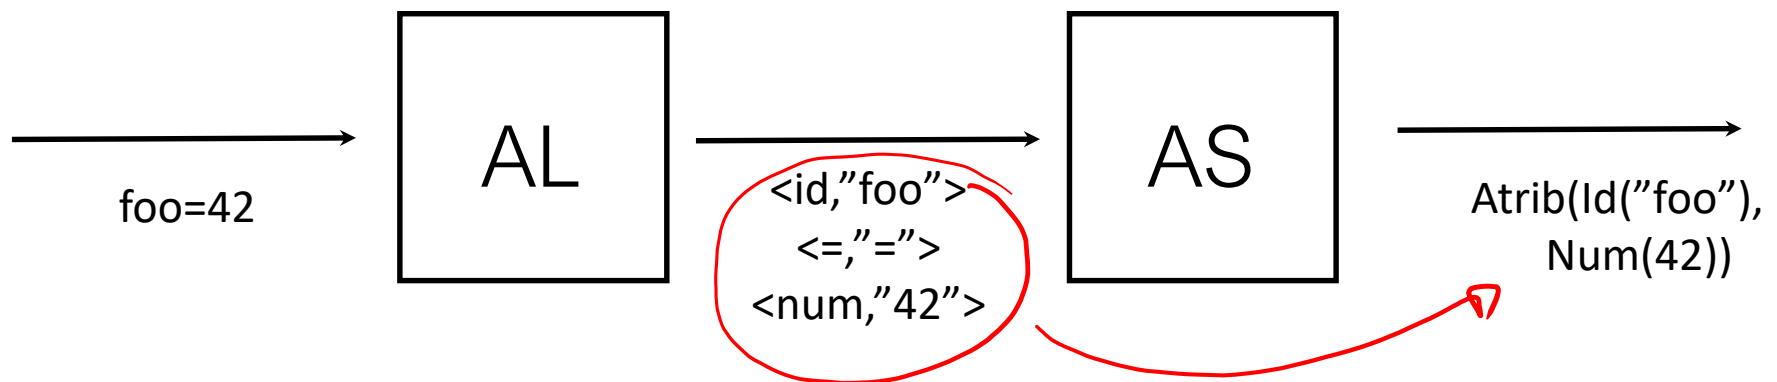 foo=42
AL
<id,”foo”>
<=,”=”>
<num,”42”>
AS
Atrib(Id(”foo”),
Num(42))